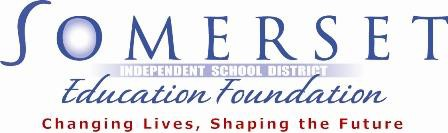 SOMERSET
INDEPENDENT SCHOOL DISTRICT
Education Foundation
Changing Lives, Shaping the Future